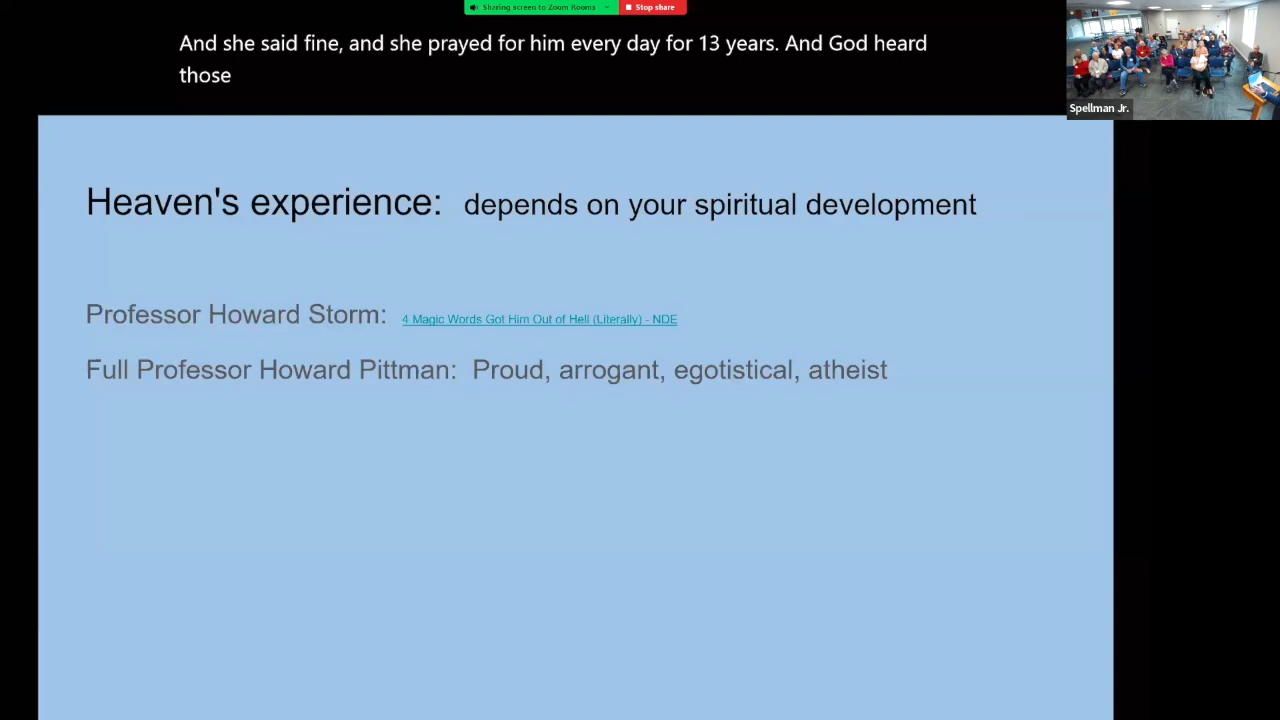 Sharing screen to Zoom Rooms
Stop share
And she said fine, and she prayed for him every day for 13 years. And God heard
those
Spellman Jr.
Heaven's experience: depends on your spiritual development
Professor Howard Storm: 4 Magic Words Got Him Out of Hell (Literally) - NDE
Full Professor Howard Pittman: Proud, arrogant, egotistical, atheist